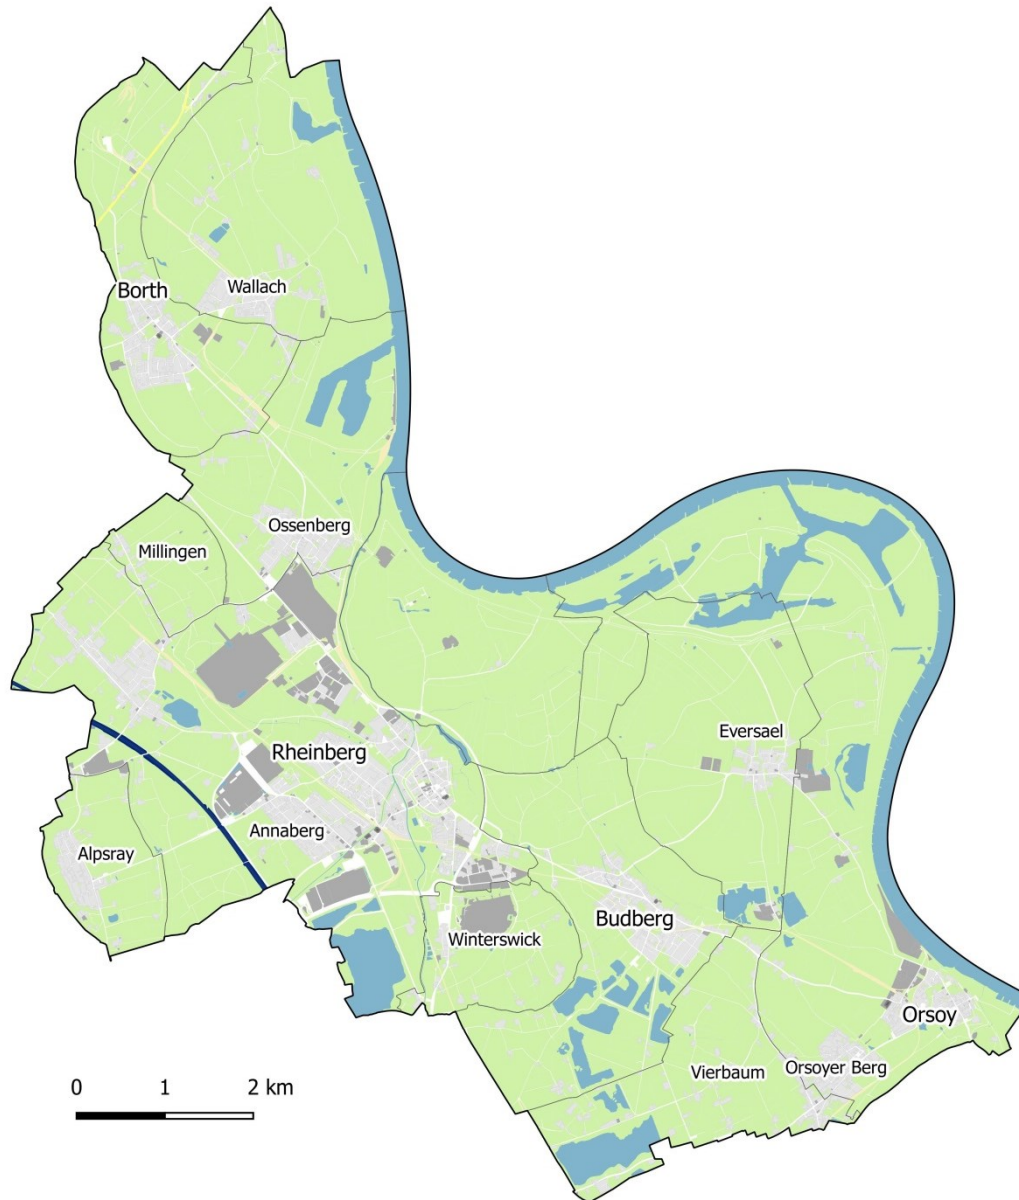 Borth
Wallach
Ossenberg
Millingen
Eversael
Rheinberg
Annaberg
Alpsray
Budberg
Winterswick
Orsoy
Orsoyer Berg
Vierbaum
0 1 2 km